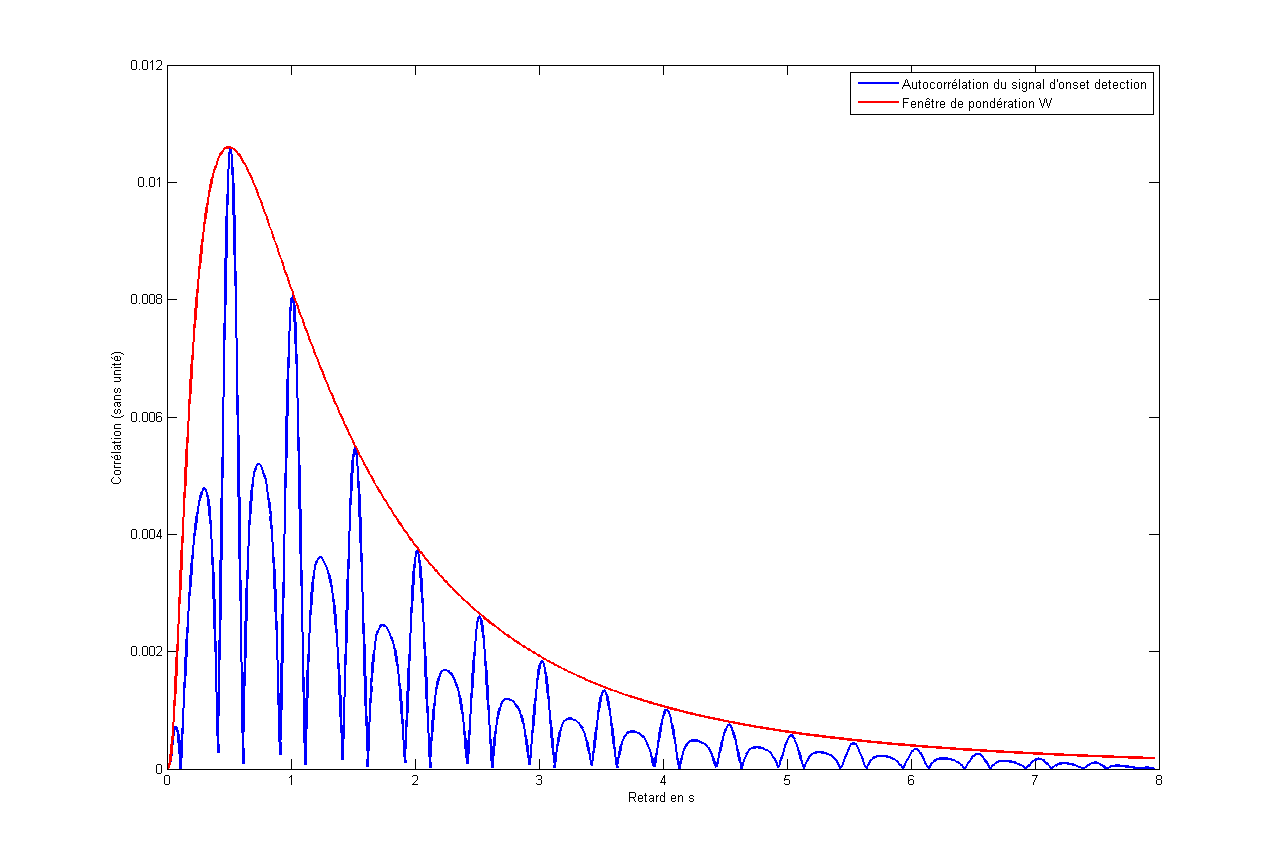 Autocorrélation du signal d'onset detection
Fenêtre de pondération W
0.012
0.01
0.008
0.006
0.004
0.002
0
Corrélation (sans unité)
0 1 2 3 4 5 6 7 8
Retard en s